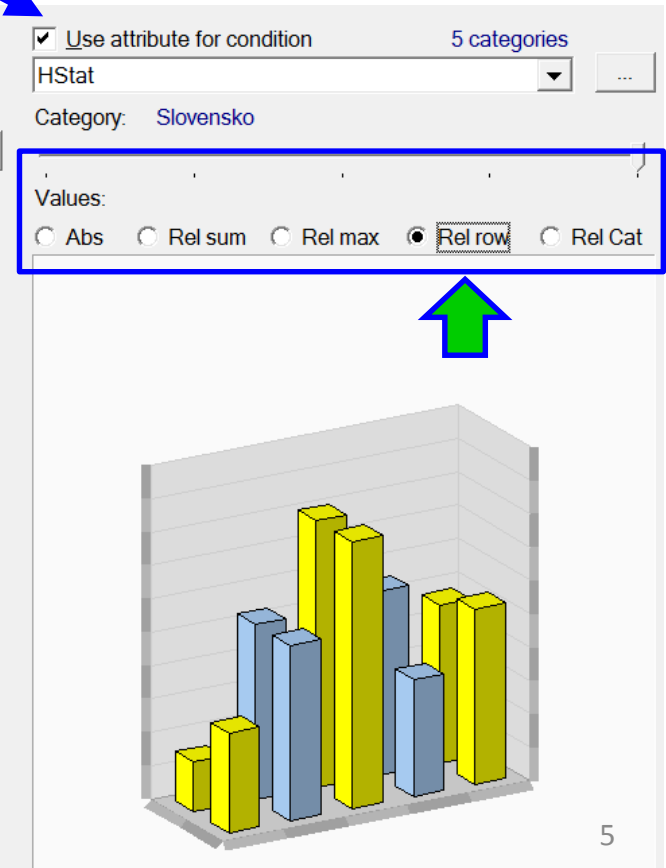 Use attribute for condition 5 categories
HStat ...
Category: Slovensko
Values:
Abs Rel sum Rel max Rel row Rel Cat
5